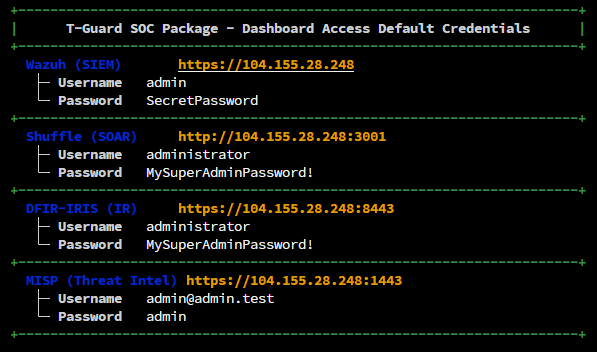 T-Guard SOC Package - Dashboard Access Default Credentials
Wazuh (SIEM) https://104.155.28.248
Username admin
Password SecretPassword
Shuffle (SOAR) http://104.155.28.248:3001
Username administrator
Password MySuperAdminPassword!
DFIR-IRIS (IR) https://104.155.28.248:8443
Username administrator
Password MySuperAdminPassword!
MISP (Threat Intel) https://104.155.28.248:1443
Username admin@admin.test
Password admin